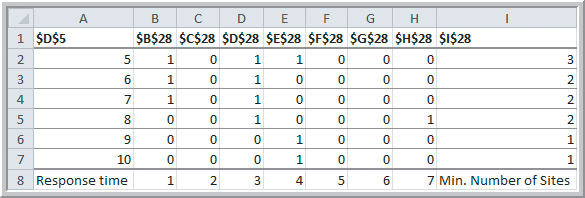 A B C D E F G H I
1 $D$5 $B$28 $C$28 $D$28 $E$28 $F$28 $G$28 $H$28 $I$28
2 5 1 0 1 1 0 0 0 3
3 6 1 0 1 0 0 0 0 2
4 7 1 0 1 0 0 0 0 2
5 8 0 0 1 0 0 0 1 2
6 9 0 0 0 1 0 0 0 1
7 10 0 0 0 1 0 0 0 1
8 Response time 1 2 3 4 5 6 7 Min. Number of Sites